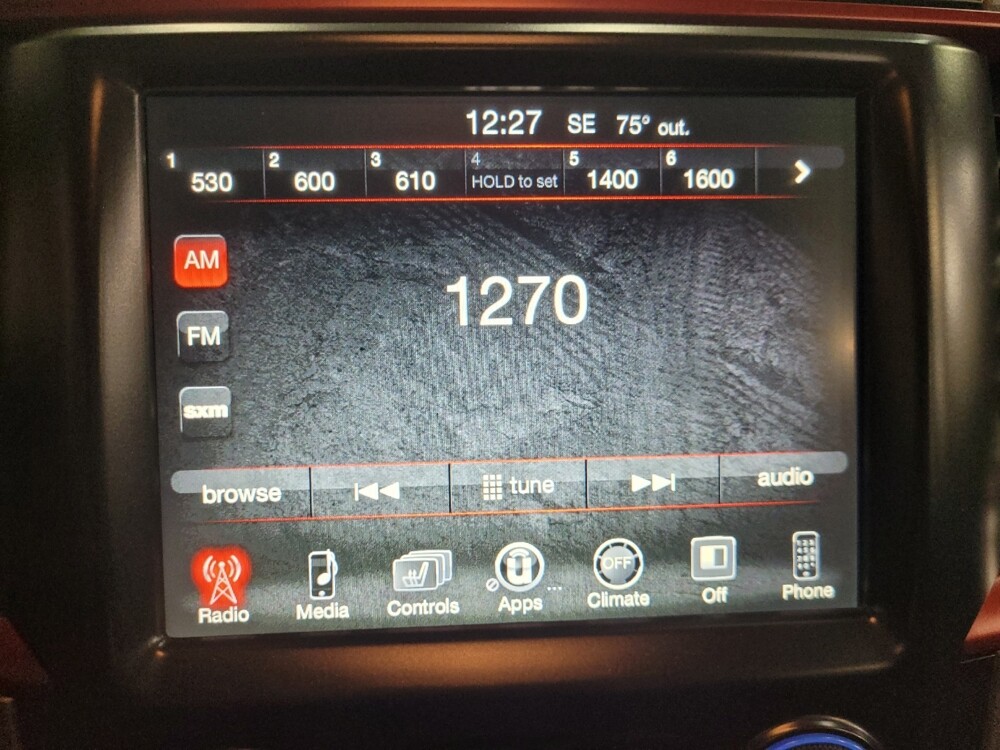 12:27 SE 75° out.
1 2 3 4 5 6
530 600 610 HOLD to set 1400 1600
AM
1270
FM
sxm
browse tune audio
OFF
Radio Media Controls Apps ... Climate Off Phone